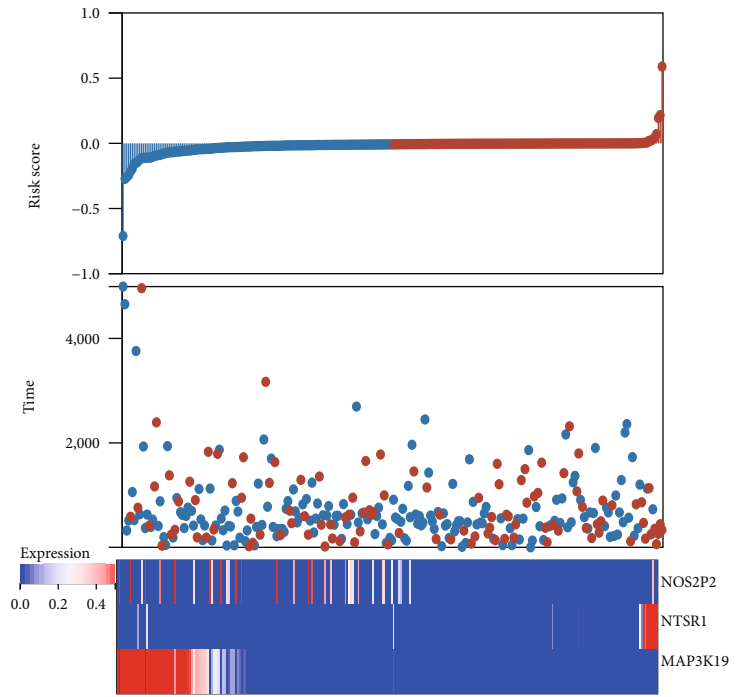 1.0
0.5
Risk score
0.0
−0.5
−1.0
4,000
Time
2,000
Expression
0.0 0.2 0.4
NOS2P2
NTSR1
MAP3K19